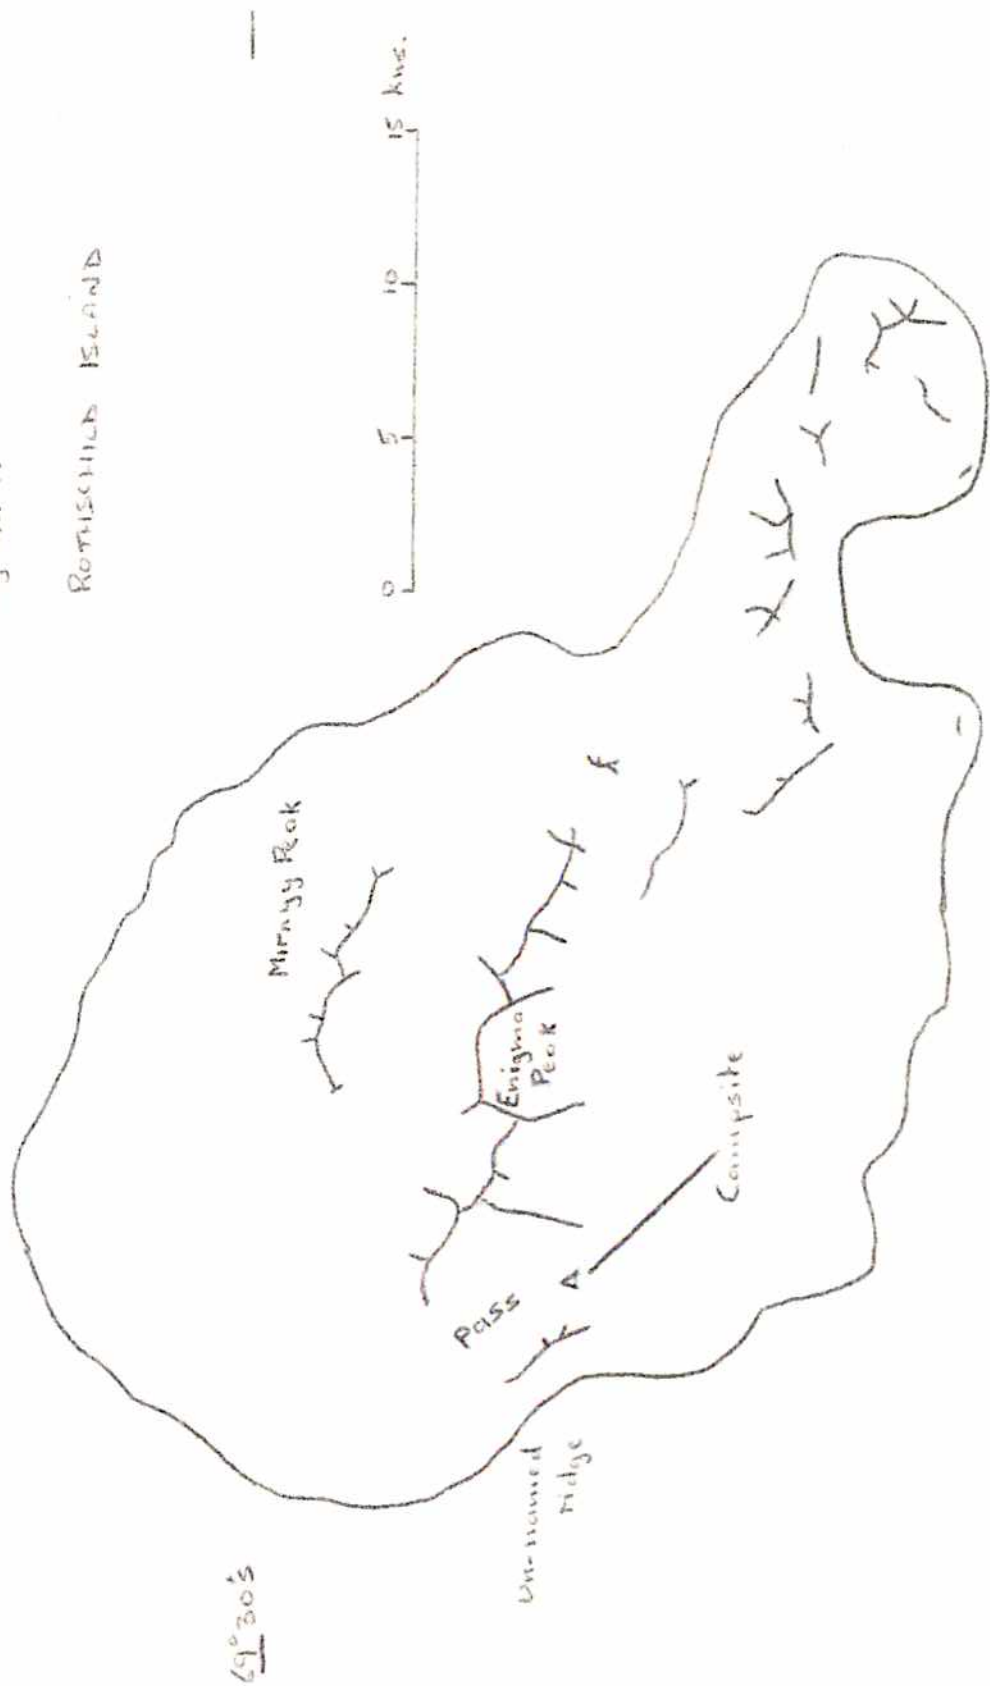 ROTHSCHILD ISLAND
0 5 10 15 kms.
69°30's
Mirnyy Peak
Enigma
Peak
Pass
Campsite
Un-named
ridge